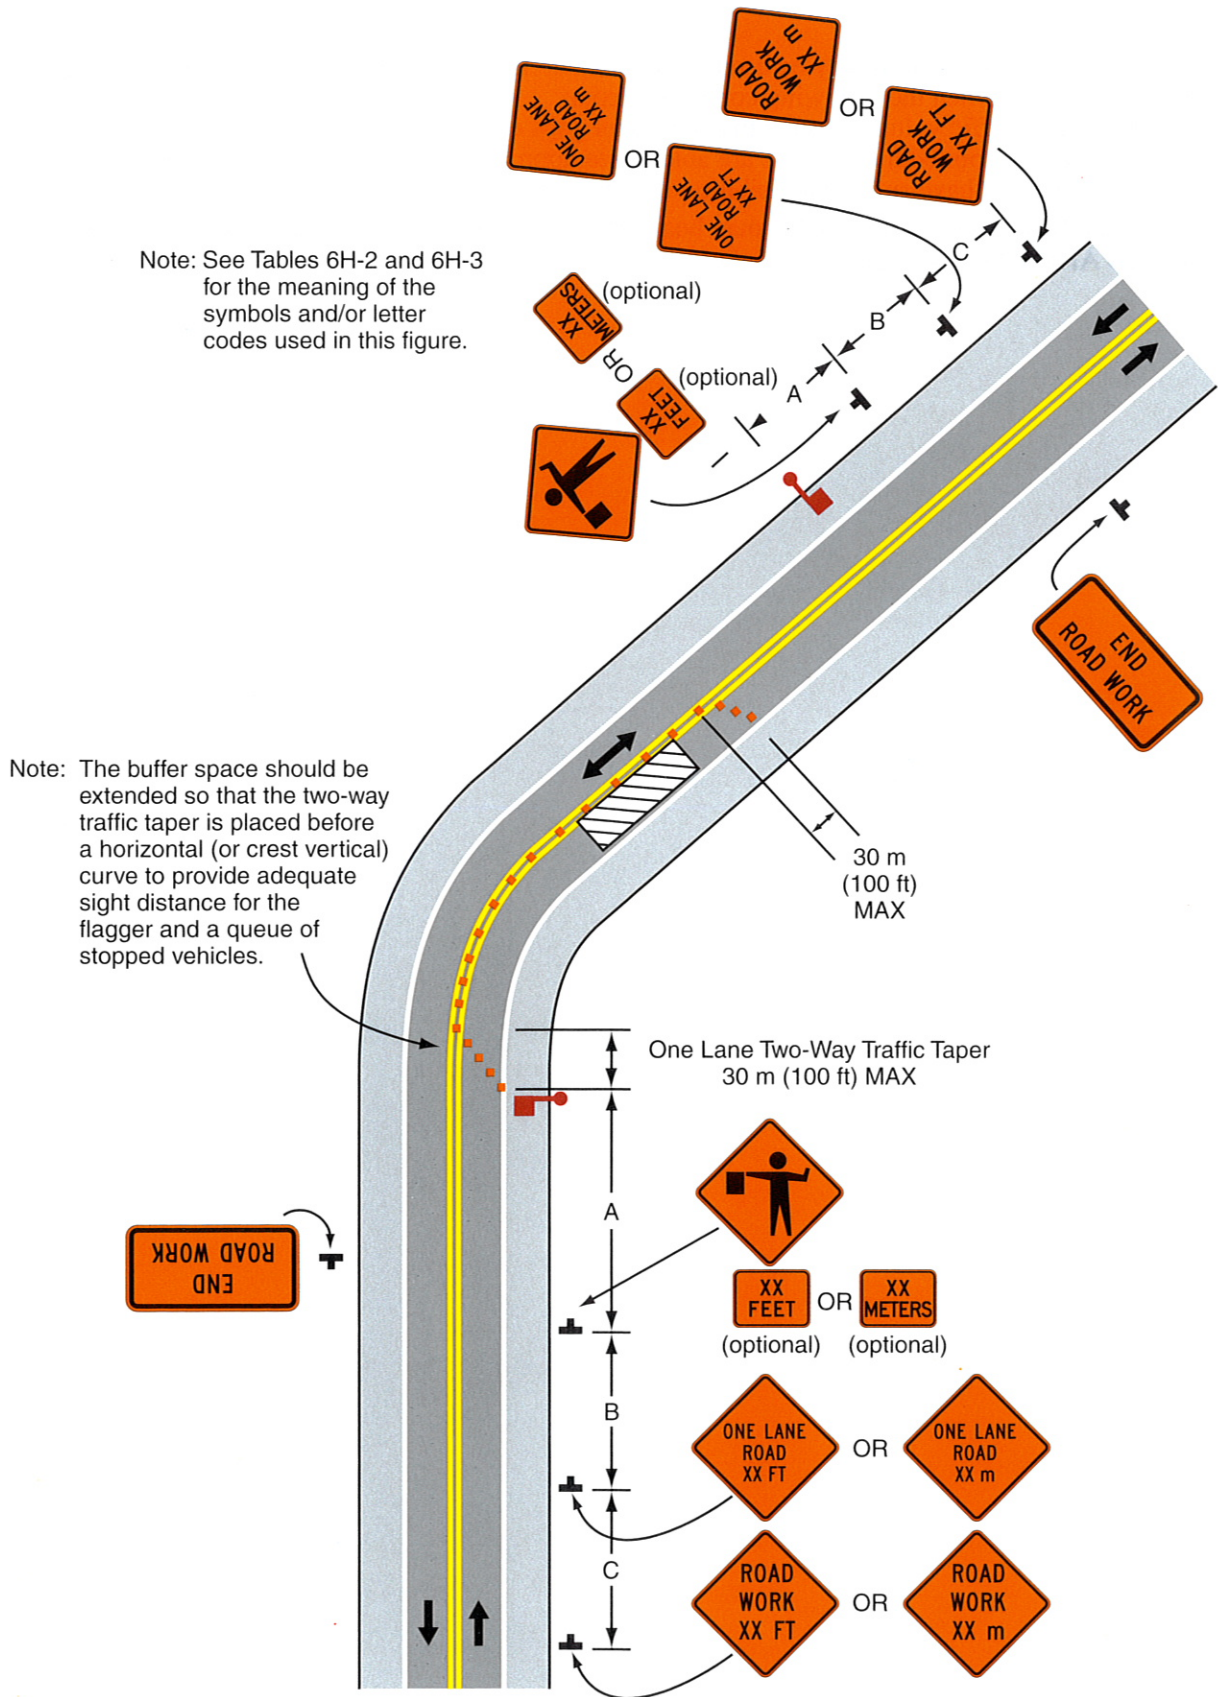 ROAD
WORK
XX m
OR
ROAD
WORK
XX FT
ONE LANE
ROAD
XX m
OR
ONE LANE
ROAD
XX FT
C
B
A
Note: See Tables 6H-2 and 6H-3
for the meaning of the
symbols and/or letter
codes used in this figure.
XX
METERS
(optional)
OR
XX
FEET
(optional)
END
ROAD WORK
Note: The buffer space should be
extended so that the two-way
traffic taper is placed before
a horizontal (or crest vertical)
curve to provide adequate
sight distance for the
flagger and a queue of
stopped vehicles.
30 m
(100 ft)
MAX
One Lane Two-Way Traffic Taper
30 m (100 ft) MAX
A
END
ROAD WORK
XX
FEET
OR
XX
METERS
(optional)
(optional)
B
ONE LANE
ROAD
XX FT
OR
ONE LANE
ROAD
XX m
C
ROAD
WORK
XX FT
OR
ROAD
WORK
XX m